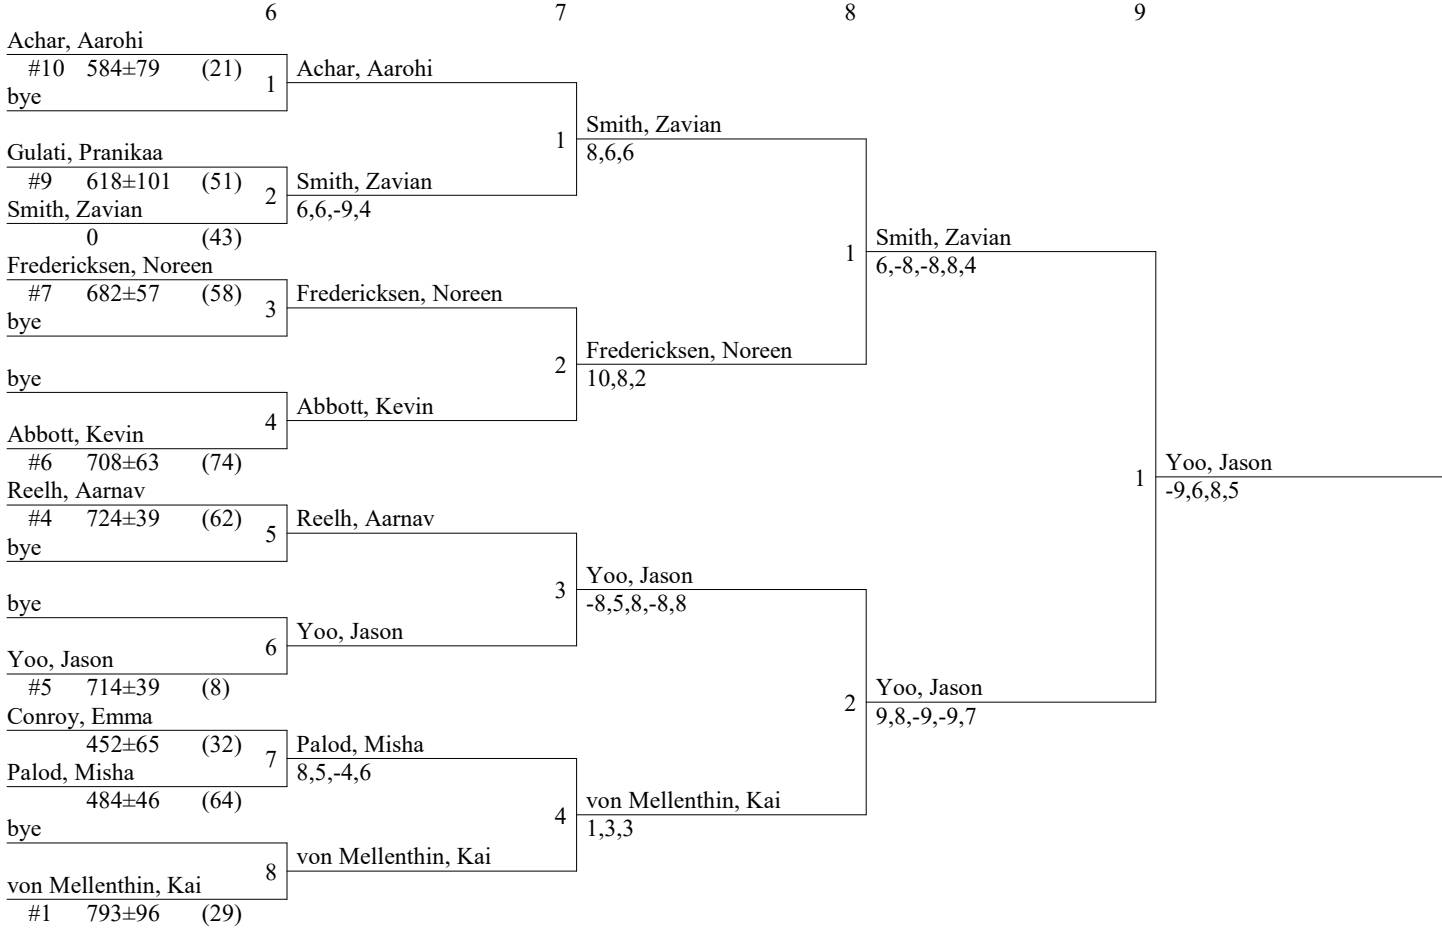 6 7 8 9
Achar, Aarohi
#10 584±79 (21) 1 Achar, Aarohi
bye
1 Smith, Zavian
8,6,6
Gulati, Pranikaa
#9 618±101 (51) 2 Smith, Zavian
Smith, Zavian 6,6,-9,4
0 (43)
1 Smith, Zavian
6,-8,-8,8,4
Fredericksen, Noreen
#7 682±57 (58) 3 Fredericksen, Noreen
bye
2 Fredericksen, Noreen
10,8,2
bye
4 Abbott, Kevin
Abbott, Kevin
#6 708±63 (74)
1 Yoo, Jason
-9,6,8,5
Reelh, Aarnav
#4 724±39 (62) 5 Reelh, Aarnav
bye
3 Yoo, Jason
-8,5,8,-8,8
bye
6 Yoo, Jason
Yoo, Jason
#5 714±39 (8)
2 Yoo, Jason
9,8,-9,-9,7
Conroy, Emma
452±65 (32) 7 Palod, Misha
Palod, Misha 8,5,-4,6
484±46 (64)
4 von Mellenthin, Kai
1,3,3
bye
8 von Mellenthin, Kai
von Mellenthin, Kai
#1 793±96 (29)